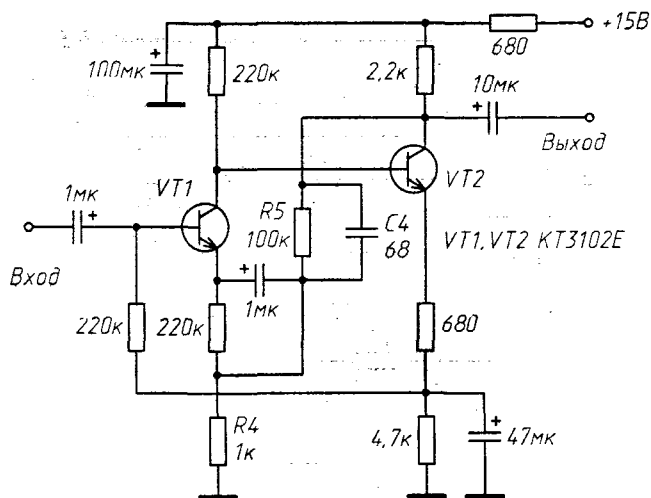 +15В
680
100мк
+
220к
2,2к
10мк
+
Выход
VT1
VT2
1мк
+
R5
100к
C4
68
VT1, VT2 КТ3102Е
Вход
+
1мк
220к
220к
680
R4
1к
4,7к
+
47мк